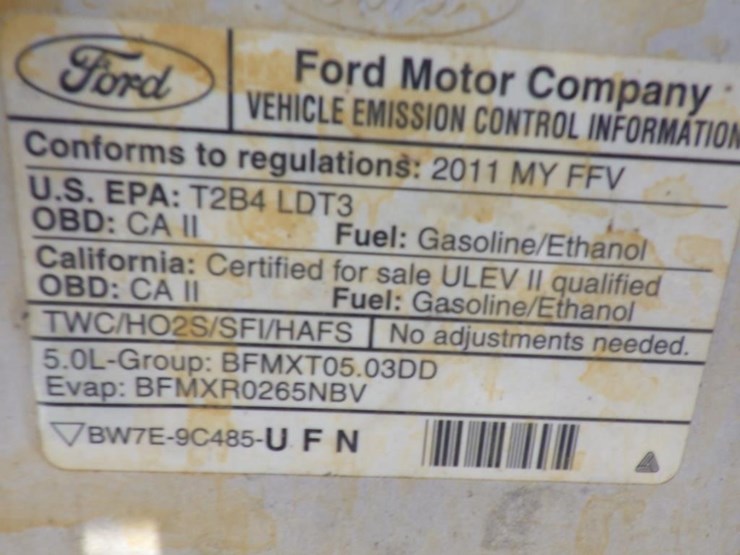 Ford
Ford Motor Company
VEHICLE EMISSION CONTROL INFORMATION
Conforms to regulations: 2011 MY FFV
U.S. EPA: T2B4 LDT3
OBD: CA II Fuel: Gasoline/Ethanol
California: Certified for sale ULEV II qualified
OBD: CA II Fuel: Gasoline/Ethanol
TWC/HO2S/SFI/HAFS No adjustments needed.
5.0L-Group: BFMXT05.03DD
Evap: BFMXR0265NBV
BW7E-9C485-U F N